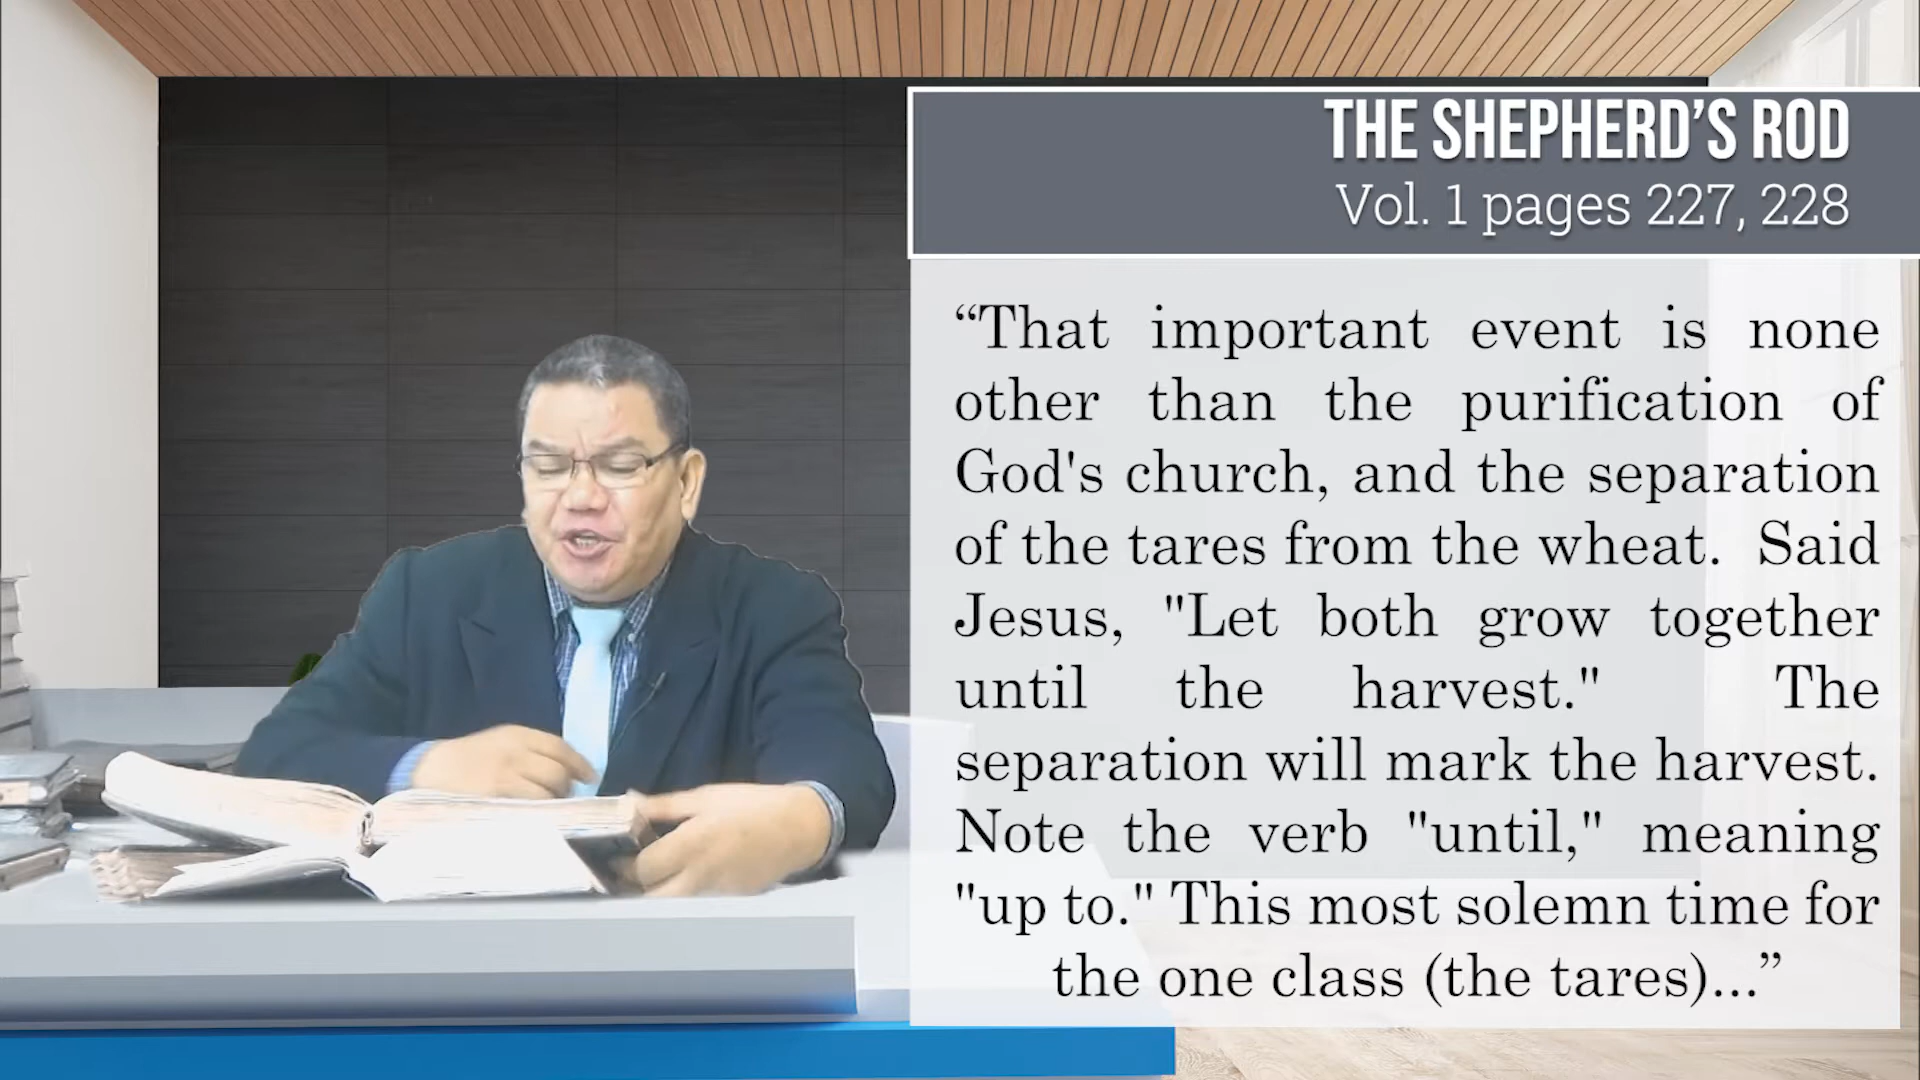 THE SHEPHERD’S ROD
Vol. 1 pages 227, 228
“That important event is none
other than the purification of
God's church, and the separation
of the tares from the wheat. Said
Jesus, "Let both grow together
until the harvest." The
separation will mark the harvest.
Note the verb "until," meaning
"up to." This most solemn time for
the one class (the tares)...”